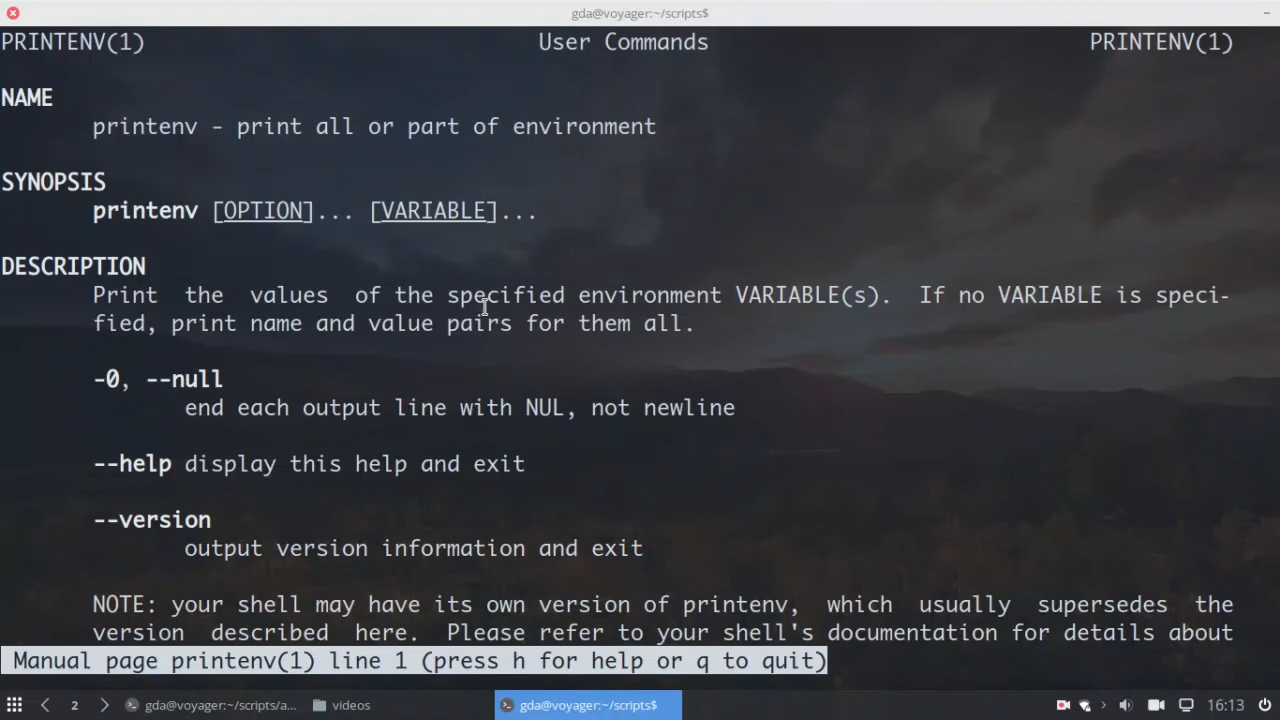 gda@voyager:~/scripts$
PRINTENV(1) User Commands PRINTENV(1)
NAME
printenv - print all or part of environment
SYNOPSIS
printenv [OPTION]... [VARIABLE]...
DESCRIPTION
Print the values of the specified environment VARIABLE(s). If no VARIABLE is speci-
fied, print name and value pairs for them all.
-0, --null
end each output line with NUL, not newline
--help display this help and exit
--version
output version information and exit
NOTE: your shell may have its own version of printenv, which usually supersedes the
version described here. Please refer to your shell's documentation for details about
Manual page printenv(1) line 1 (press h for help or q to quit)
2 gda@voyager:~/scripts/a... videos gda@voyager:~/scripts$ 16:13